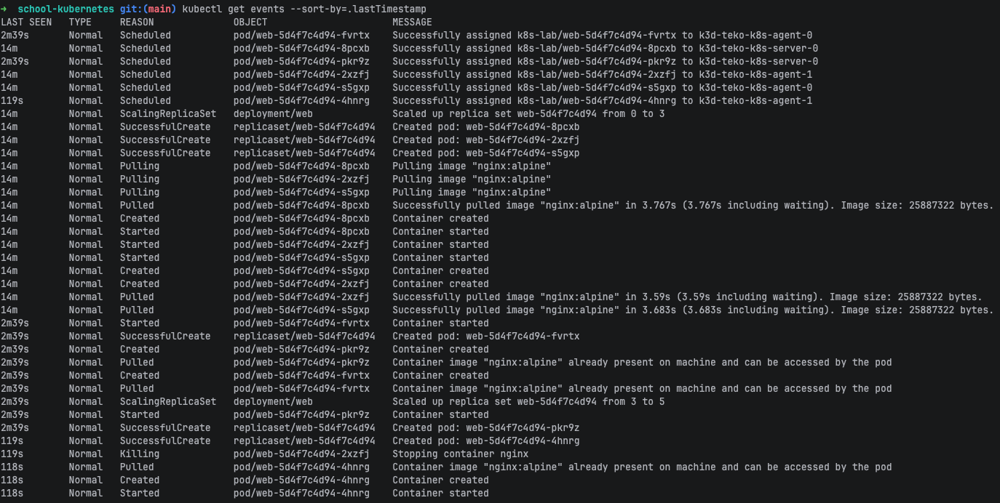 ➜  school-kubernetes git:(main) kubectl get events --sort-by=.lastTimestamp
LAST SEEN   TYPE     REASON              OBJECT                      MESSAGE
2m39s       Normal   Scheduled           pod/web-5d4f7c4d94-fvrtx    Successfully assigned k8s-lab/web-5d4f7c4d94-fvrtx to k3d-teko-k8s-agent-0
14m         Normal   Scheduled           pod/web-5d4f7c4d94-8pcxb    Successfully assigned k8s-lab/web-5d4f7c4d94-8pcxb to k3d-teko-k8s-server-0
2m39s       Normal   Scheduled           pod/web-5d4f7c4d94-pkr9z    Successfully assigned k8s-lab/web-5d4f7c4d94-pkr9z to k3d-teko-k8s-server-0
14m         Normal   Scheduled           pod/web-5d4f7c4d94-2xzfj    Successfully assigned k8s-lab/web-5d4f7c4d94-2xzfj to k3d-teko-k8s-agent-1
14m         Normal   Scheduled           pod/web-5d4f7c4d94-s5gxp    Successfully assigned k8s-lab/web-5d4f7c4d94-s5gxp to k3d-teko-k8s-agent-0
119s        Normal   Scheduled           pod/web-5d4f7c4d94-4hnrg    Successfully assigned k8s-lab/web-5d4f7c4d94-4hnrg to k3d-teko-k8s-agent-1
14m         Normal   ScalingReplicaSet   deployment/web              Scaled up replica set web-5d4f7c4d94 from 0 to 3
14m         Normal   SuccessfulCreate    replicaset/web-5d4f7c4d94   Created pod: web-5d4f7c4d94-8pcxb
14m         Normal   SuccessfulCreate    replicaset/web-5d4f7c4d94   Created pod: web-5d4f7c4d94-2xzfj
14m         Normal   SuccessfulCreate    replicaset/web-5d4f7c4d94   Created pod: web-5d4f7c4d94-s5gxp
14m         Normal   Pulling             pod/web-5d4f7c4d94-8pcxb    Pulling image "nginx:alpine"
14m         Normal   Pulling             pod/web-5d4f7c4d94-2xzfj    Pulling image "nginx:alpine"
14m         Normal   Pulling             pod/web-5d4f7c4d94-s5gxp    Pulling image "nginx:alpine"
14m         Normal   Pulled              pod/web-5d4f7c4d94-8pcxb    Successfully pulled image "nginx:alpine" in 3.767s (3.767s including waiting). Image size: 25887322 bytes.
14m         Normal   Created             pod/web-5d4f7c4d94-8pcxb    Container created
14m         Normal   Started             pod/web-5d4f7c4d94-8pcxb    Container started
14m         Normal   Started             pod/web-5d4f7c4d94-2xzfj    Container started
14m         Normal   Started             pod/web-5d4f7c4d94-s5gxp    Container started
14m         Normal   Created             pod/web-5d4f7c4d94-s5gxp    Container created
14m         Normal   Created             pod/web-5d4f7c4d94-2xzfj    Container created
14m         Normal   Pulled              pod/web-5d4f7c4d94-2xzfj    Successfully pulled image "nginx:alpine" in 3.59s (3.59s including waiting). Image size: 25887322 bytes.
14m         Normal   Pulled              pod/web-5d4f7c4d94-s5gxp    Successfully pulled image "nginx:alpine" in 3.683s (3.683s including waiting). Image size: 25887322 bytes.
2m39s       Normal   Started             pod/web-5d4f7c4d94-fvrtx    Container started
2m39s       Normal   SuccessfulCreate    replicaset/web-5d4f7c4d94   Created pod: web-5d4f7c4d94-fvrtx
2m39s       Normal   Created             pod/web-5d4f7c4d94-pkr9z    Container created
2m39s       Normal   Pulled              pod/web-5d4f7c4d94-pkr9z    Container image "nginx:alpine" already present on machine and can be accessed by the pod
2m39s       Normal   Created             pod/web-5d4f7c4d94-fvrtx    Container created
2m39s       Normal   Pulled              pod/web-5d4f7c4d94-fvrtx    Container image "nginx:alpine" already present on machine and can be accessed by the pod
2m39s       Normal   ScalingReplicaSet   deployment/web              Scaled up replica set web-5d4f7c4d94 from 3 to 5
2m39s       Normal   Started             pod/web-5d4f7c4d94-pkr9z    Container started
2m39s       Normal   SuccessfulCreate    replicaset/web-5d4f7c4d94   Created pod: web-5d4f7c4d94-pkr9z
119s        Normal   SuccessfulCreate    replicaset/web-5d4f7c4d94   Created pod: web-5d4f7c4d94-4hnrg
119s        Normal   Killing             pod/web-5d4f7c4d94-2xzfj    Stopping container nginx
118s        Normal   Pulled              pod/web-5d4f7c4d94-4hnrg    Container image "nginx:alpine" already present on machine and can be accessed by the pod
118s        Normal   Created             pod/web-5d4f7c4d94-4hnrg    Container created
118s        Normal   Started             pod/web-5d4f7c4d94-4hnrg    Container started